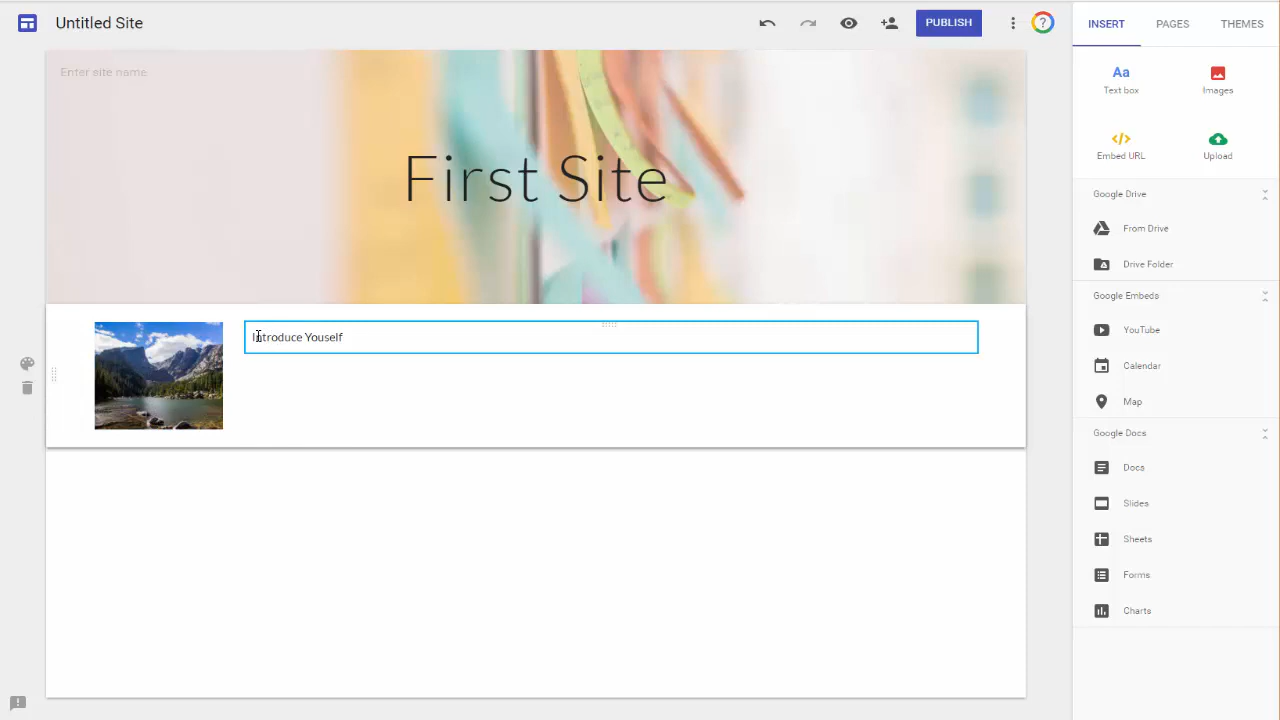 Untitled Site
PUBLISH
?
INSERT
PAGES
THEMES
Enter site name
First Site
Introduce Youself
Aa
Text box
Images
</>
Embed URL
Upload
Google Drive
From Drive
Drive Folder
Google Embeds
YouTube
Calendar
Map
Google Docs
Docs
Slides
Sheets
Forms
Charts